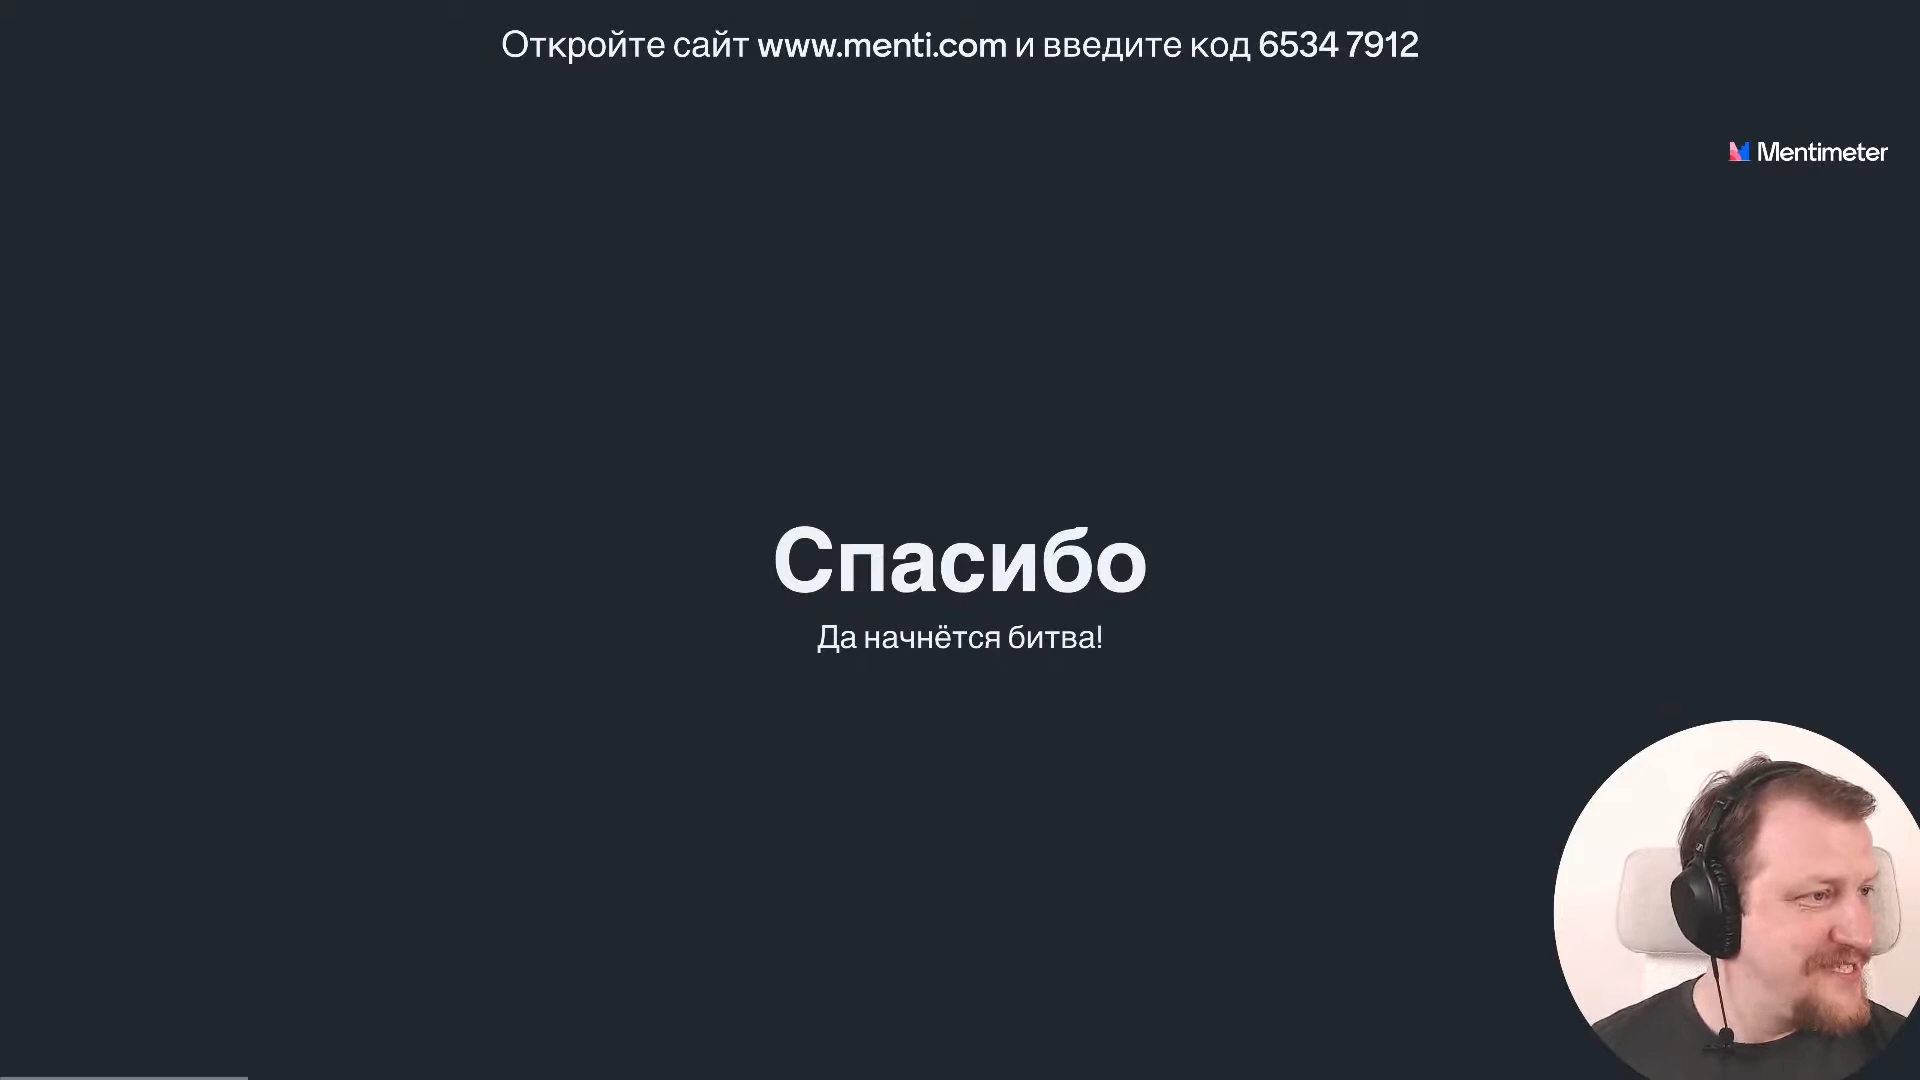 Откройте сайт www.menti.com и введите код 6534 7912
Mentimeter
Спасибо
Да начнётся битва!